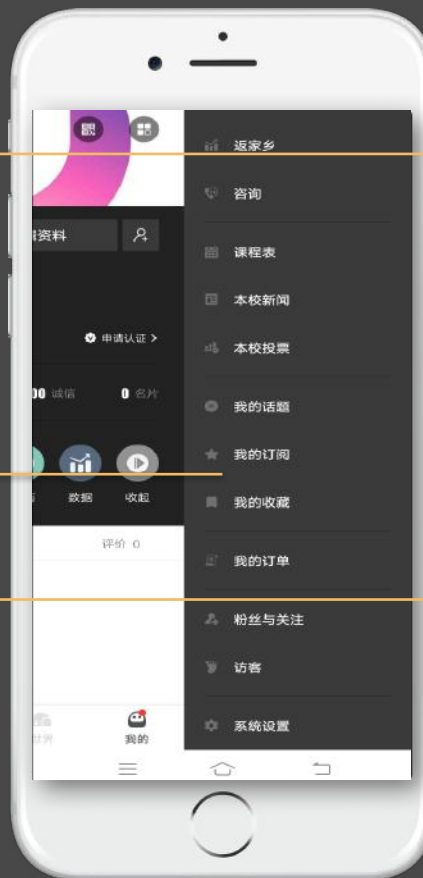 返家乡
咨询
资料
课程表
本校新闻
申请认证 >
本校投票
00 诚信 0 名片
我的话题
我的订阅
数据 收起
我的收藏
评价 0
我的订单
粉丝与关注
访客
世界 我的
系统设置